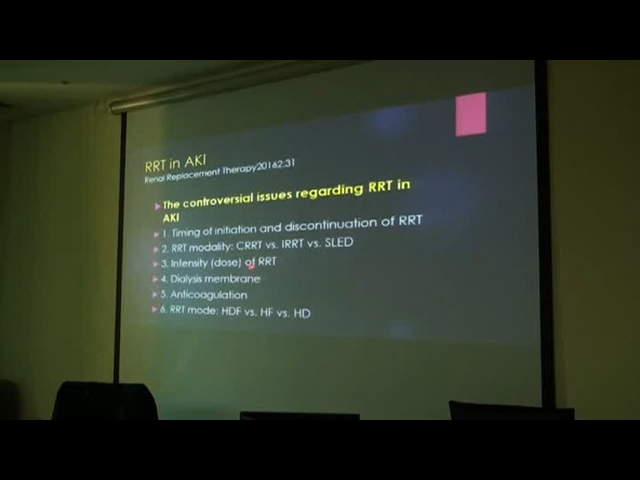 RRT in AKI
Renal Replacement Therapy20162:31
The controversial issues regarding RRT in
AKI
1. Timing of initiation and discontinuation of RRT
2. RRT modality: CRRT vs. IRRT vs. SLED
3. Intensity (dose) of RRT
4. Dialysis membrane
5. Anticoagulation
6. RRT mode: HDF vs. HF vs. HD